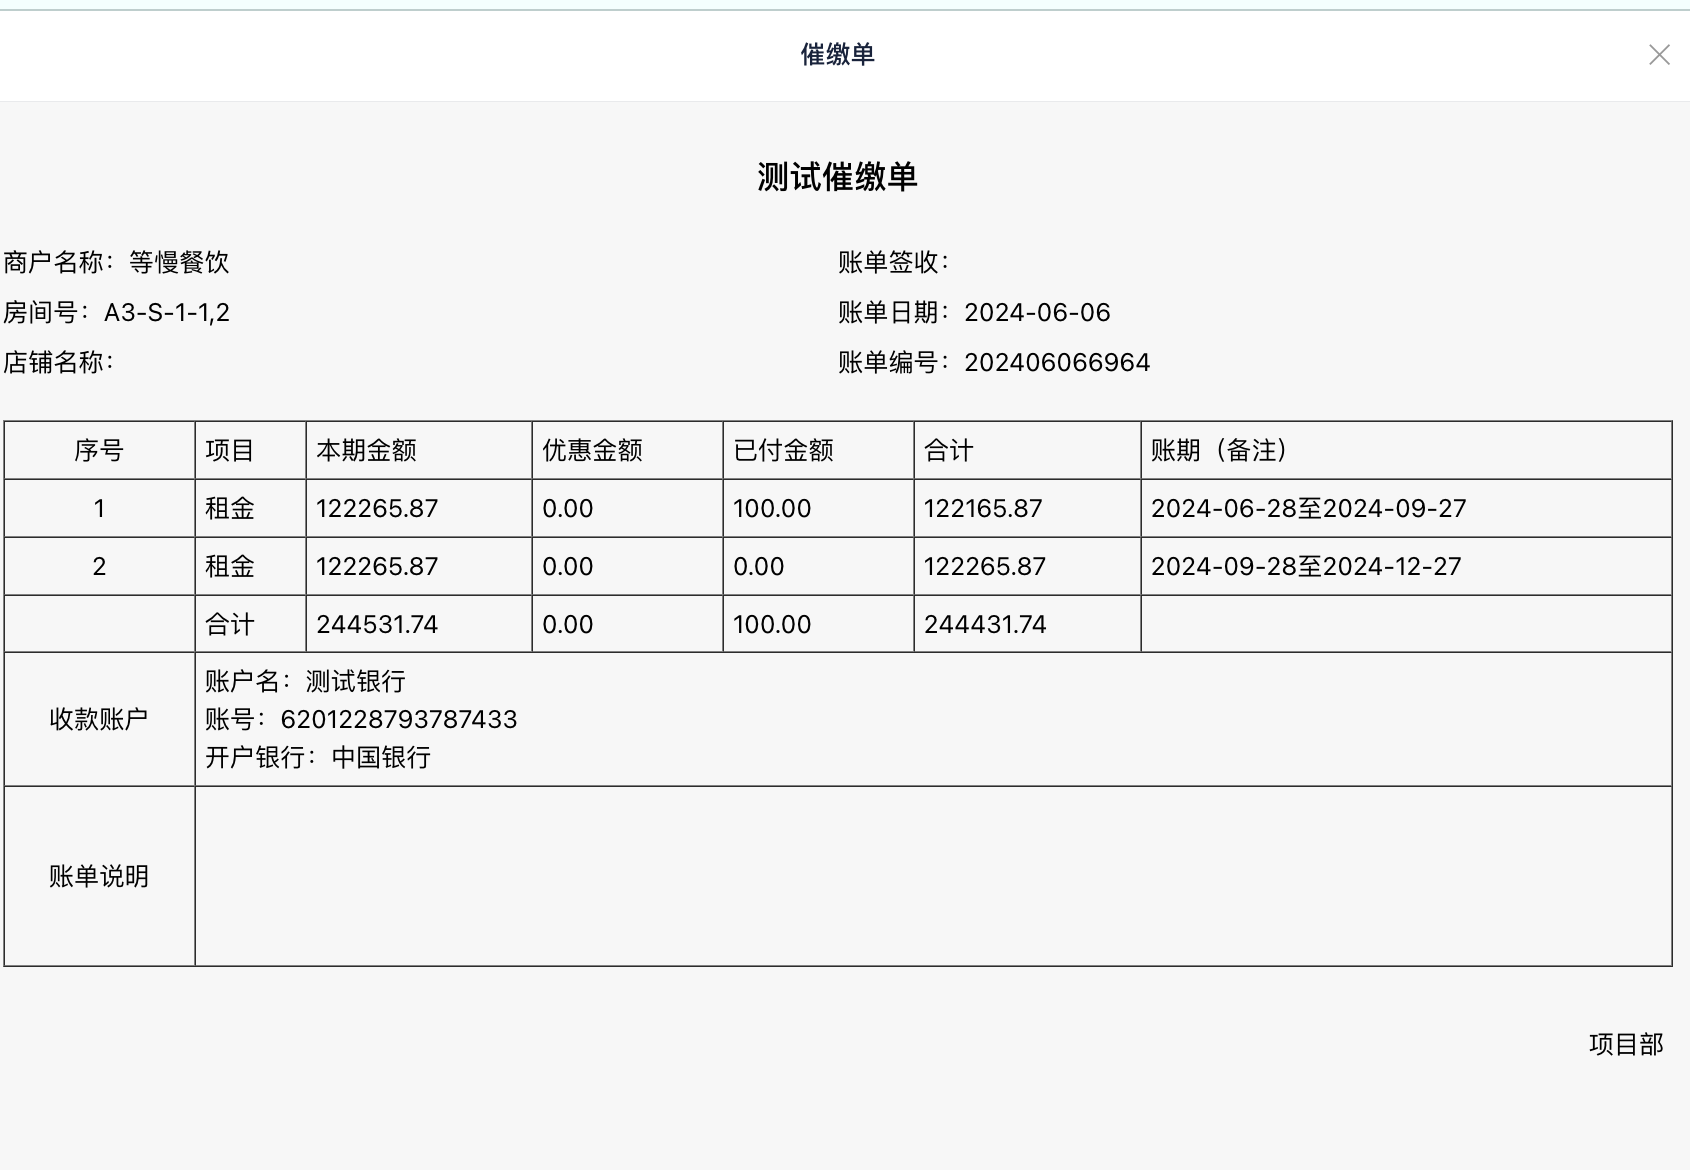 催缴单
测试催缴单
商户名称：等慢餐饮
账单签收：
房间号：A3-S-1-1,2
账单日期：2024-06-06
店铺名称：
账单编号：202406066964
序号 项目 本期金额 优惠金额 已付金额 合计 账期（备注）
1 租金 122265.87 0.00 100.00 122165.87 2024-06-28至2024-09-27
2 租金 122265.87 0.00 0.00 122265.87 2024-09-28至2024-12-27
合计 244531.74 0.00 100.00 244431.74
收款账户
账户名：测试银行
账号：6201228793787433
开户银行：中国银行
账单说明
项目部